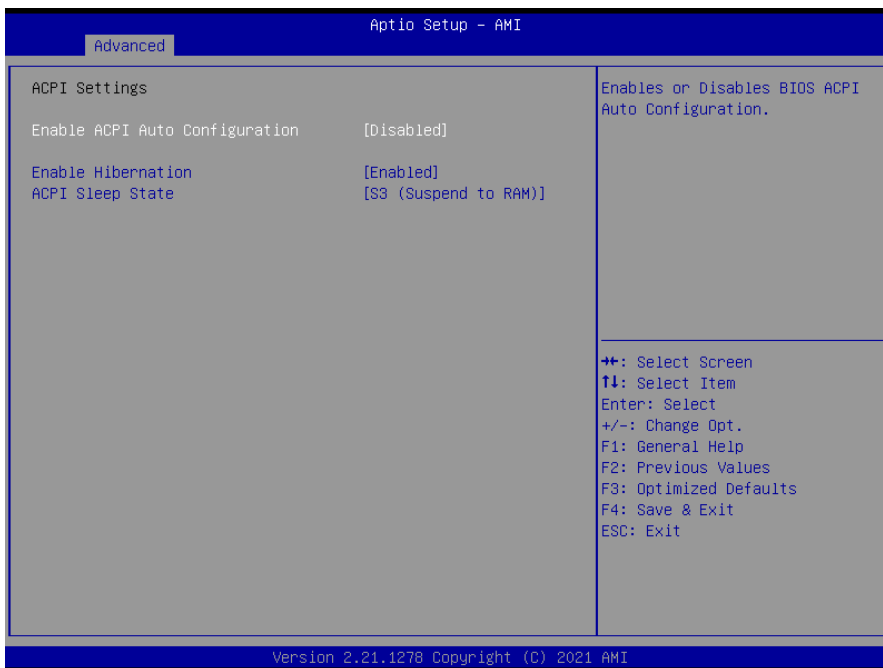 Aptio Setup – AMI
Advanced
ACPI Settings
Enable ACPI Auto Configuration [Disabled]
Enable Hibernation [Enabled]
ACPI Sleep State [S3 (Suspend to RAM)]
Enables or Disables BIOS ACPI
Auto Configuration.
→←: Select Screen
↑↓: Select Item
Enter: Select
+/-: Change Opt.
F1: General Help
F2: Previous Values
F3: Optimized Defaults
F4: Save & Exit
ESC: Exit
Version 2.21.1278 Copyright (C) 2021 AMI